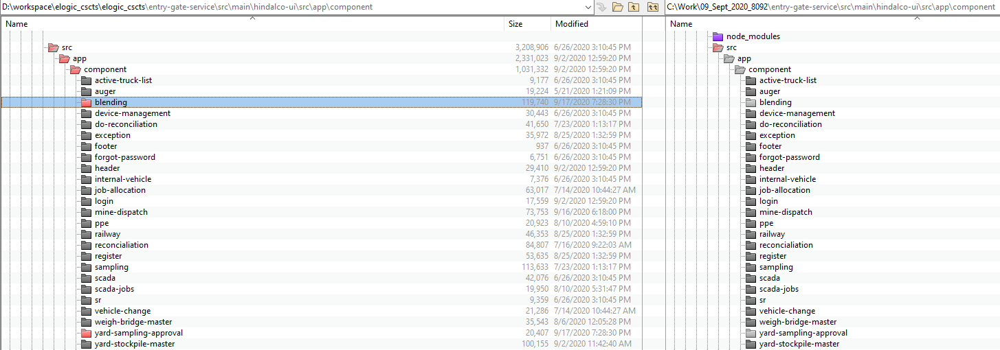 D:\workspace\elogic_cscts\elogic_cscts\entry-gate-service\src\main\hindalco-ui\src\app\component C:\Work\09_Sept_2020_8092\entry-gate-service\src\main\hindalco-ui\src\app\component
Name Size Modified Name
node_modules
src 3,208,906 6/26/2020 3:10:45 PM src
app 2,331,023 9/2/2020 12:59:20 PM app
component 1,031,332 9/2/2020 12:59:20 PM component
active-truck-list 9,177 6/26/2020 3:10:45 PM active-truck-list
auger 19,224 5/21/2020 1:21:09 PM auger
blending 119,740 9/17/2020 7:28:30 PM blending
device-management 30,443 6/26/2020 3:10:45 PM device-management
do-reconciliation 41,650 7/23/2020 1:13:17 PM do-reconciliation
exception 35,972 8/25/2020 1:32:59 PM exception
footer 937 6/26/2020 3:10:45 PM footer
forgot-password 6,751 6/26/2020 3:10:45 PM forgot-password
header 29,410 9/2/2020 12:59:20 PM header
internal-vehicle 7,376 6/26/2020 3:10:45 PM internal-vehicle
job-allocation 63,017 7/14/2020 10:44:27 AM job-allocation
login 17,559 9/2/2020 12:59:20 PM login
mine-dispatch 73,753 9/16/2020 6:18:00 PM mine-dispatch
ppe 20,923 8/10/2020 4:59:10 PM ppe
railway 46,353 8/25/2020 1:32:59 PM railway
reconcialiation 84,807 7/16/2020 9:22:03 AM reconcialiation
register 53,635 8/25/2020 1:32:59 PM register
sampling 113,633 7/23/2020 1:13:17 PM sampling
scada 42,076 6/26/2020 3:10:45 PM scada
scada-jobs 19,950 8/10/2020 5:31:47 PM scada-jobs
sr 9,359 6/26/2020 3:10:45 PM sr
vehicle-change 21,286 7/14/2020 10:44:27 AM vehicle-change
weigh-bridge-master 35,543 8/6/2020 12:05:28 PM weigh-bridge-master
yard-sampling-approval 20,407 9/17/2020 7:28:30 PM yard-sampling-approval
yard-stockpile-master 100,155 9/2/2020 11:42:40 AM yard-stockpile-master